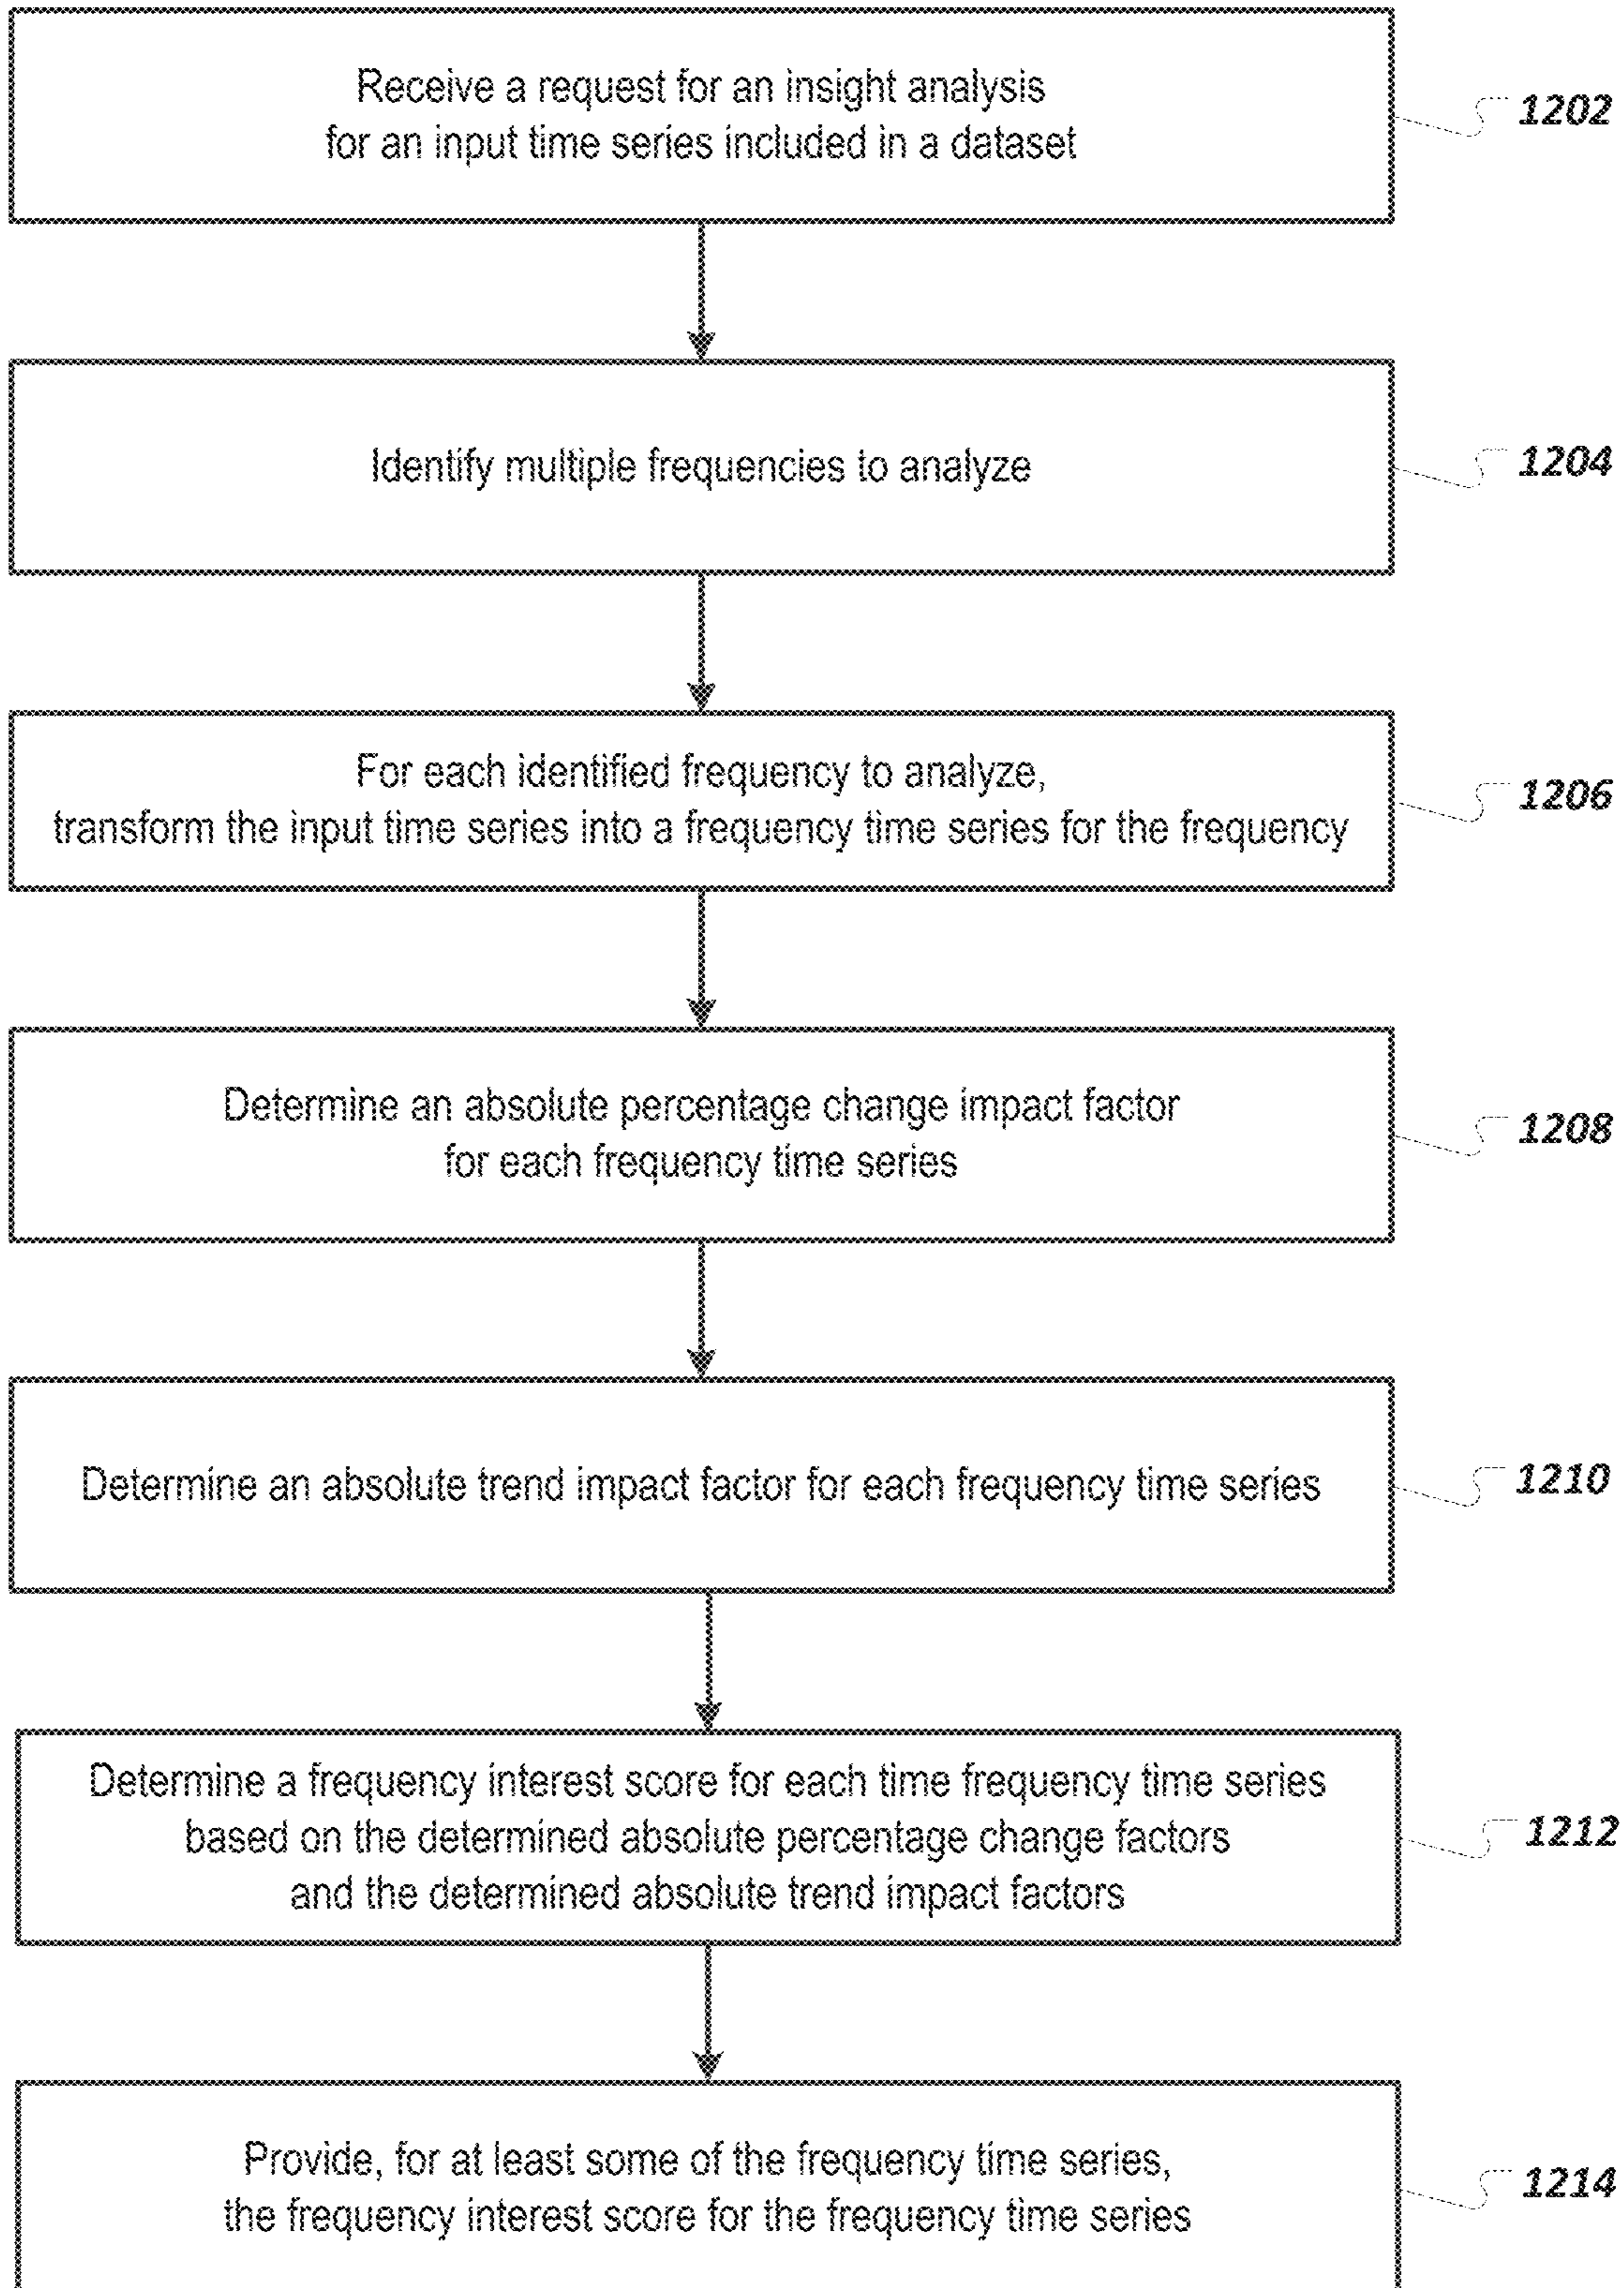 Receive a request for an insight analysis
for an input time series included in a dataset
1202
Identify multiple frequencies to analyze
1204
For each identified frequency to analyze,
transform the input time series into a frequency time series for the frequency
1206
Determine an absolute percentage change impact factor
for each frequency time series
1208
Determine an absolute trend impact factor for each frequency time series
1210
Determine a frequency interest score for each time frequency time series
based on the determined absolute percentage change factors
and the determined absolute trend impact factors
1212
Provide, for at least some of the frequency time series,
the frequency interest score for the frequency time series
1214